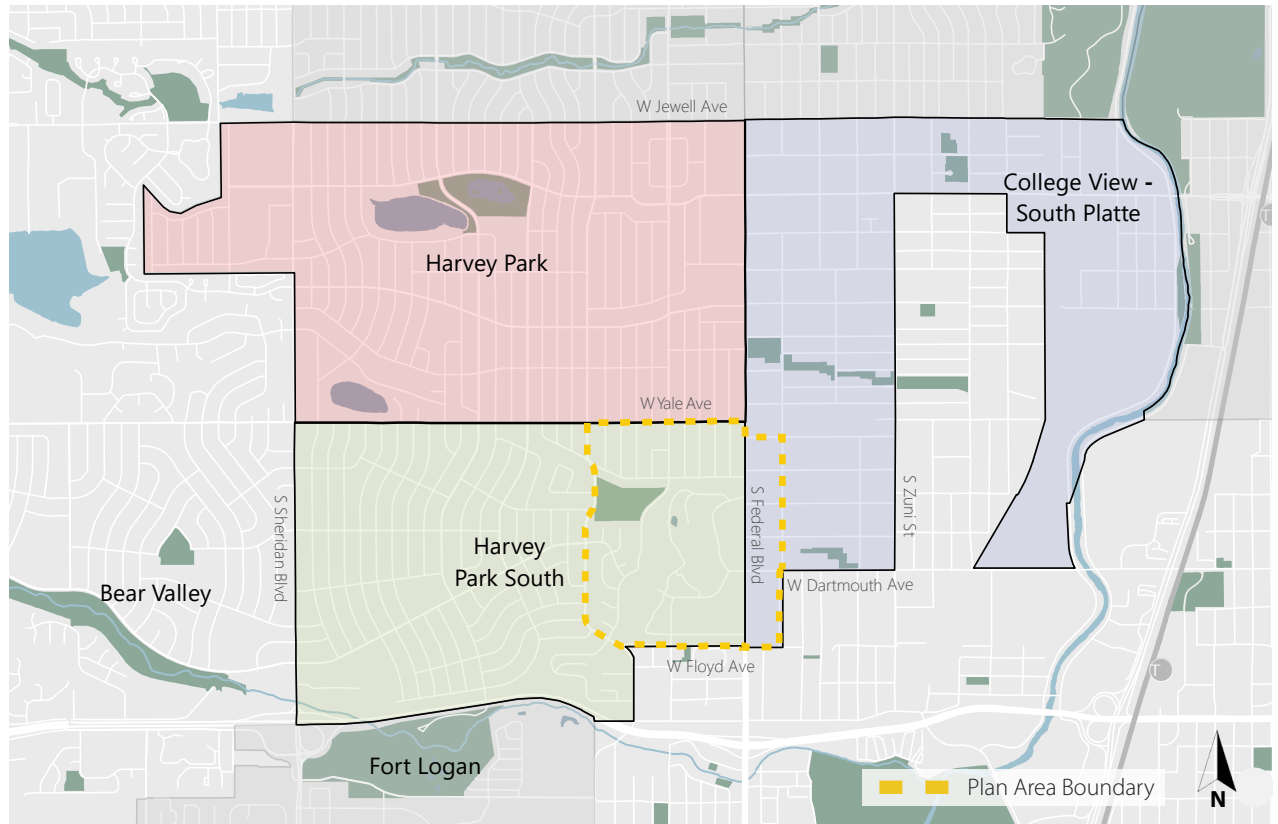 W Jewell Ave
College View -
South Platte
T
Harvey Park
W Yale Ave
S Sheridan Blvd
S Federal Blvd
S Zuni St
Harvey
Park South
W Dartmouth Ave
Bear Valley
W Floyd Ave
T
Fort Logan
Plan Area Boundary
N